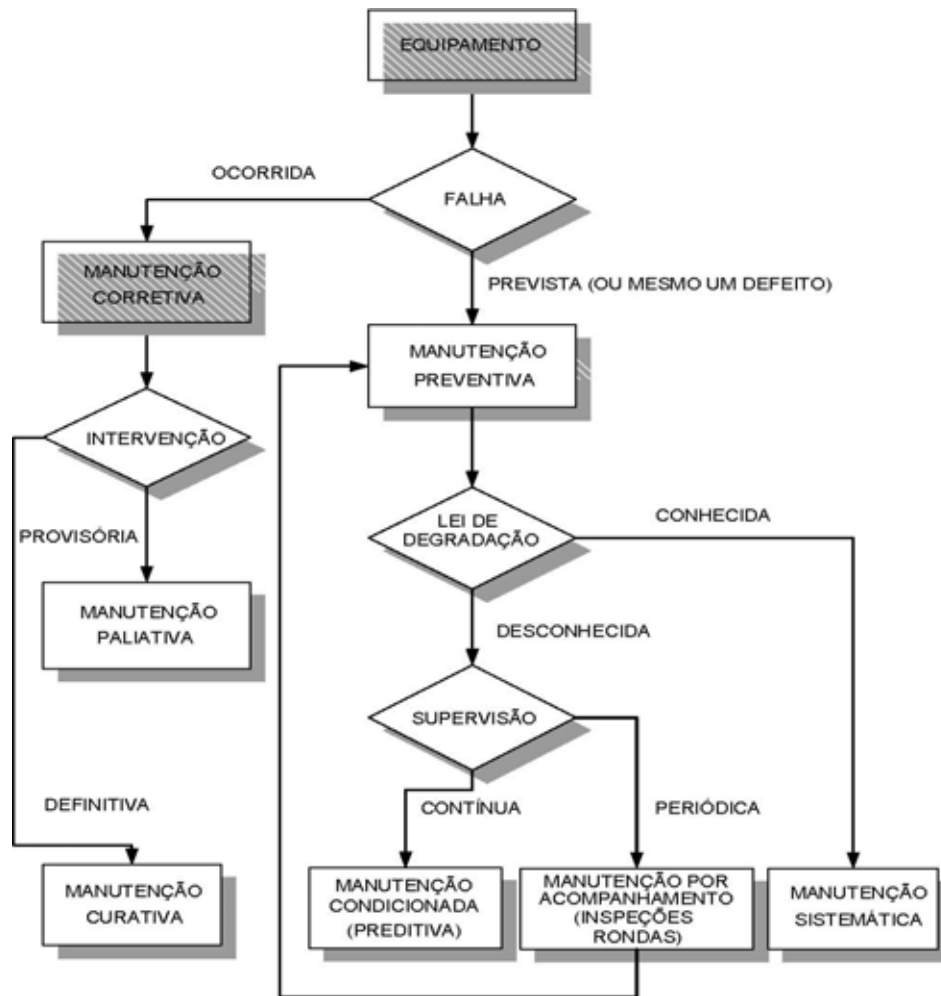 EQUIPAMENTO
OCORRIDA
FALHA
MANUTENÇÃO
CORRETIVA
PREVISTA (OU MESMO UM DEFEITO)
MANUTENÇÃO
PREVENTIVA
INTERVENÇÃO
LEI DE
DEGRADAÇÃO
CONHECIDA
PROVISÓRIA
MANUTENÇÃO
PALIATIVA
DESCONHECIDA
SUPERVISÃO
DEFINITIVA
CONTÍNUA
PERIÓDICA
MANUTENÇÃO
CURATIVA
MANUTENÇÃO
CONDICIONADA
(PREDITIVA)
MANUTENÇÃO POR
ACOMPANHAMENTO
(INSPEÇÕES
RONDAS)
MANUTENÇÃO
SISTEMÁTICA